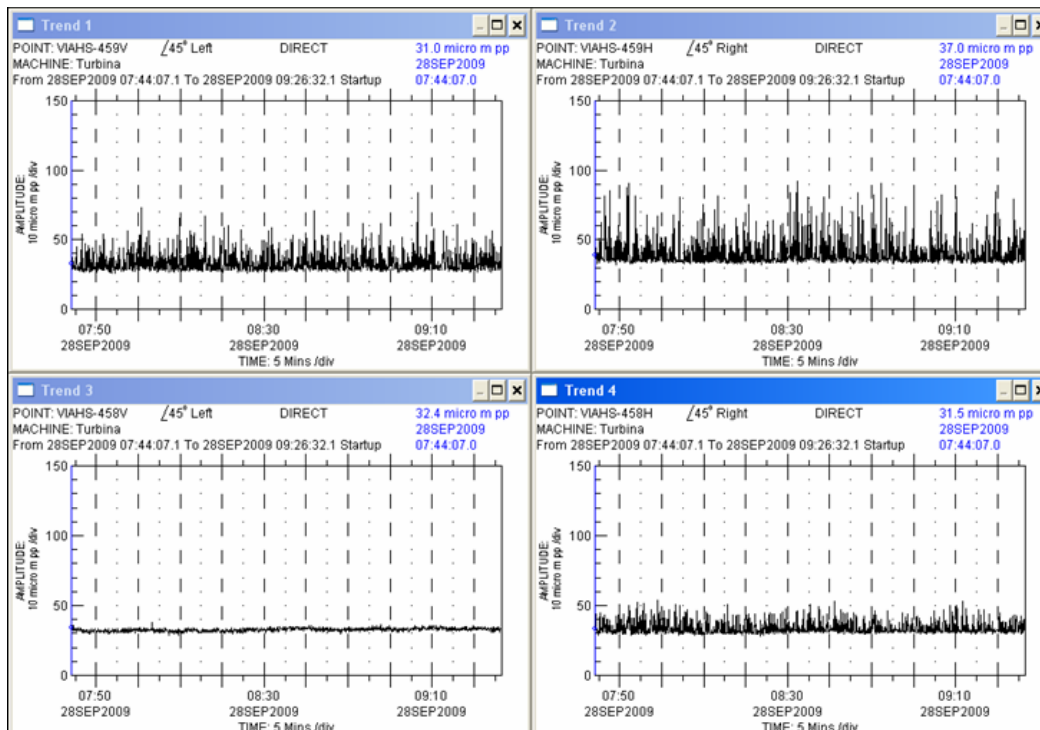 Trend 1
POINT: VIAHS-459V ∠45° Left DIRECT 31.0 micro m pp
MACHINE: Turbina 28SEP2009
From 28SEP2009 07:44:07.1 To 28SEP2009 09:26:32.1 Startup 07:44:07.0
150
100
50
0
AMPLITUDE:
10 micro m pp /div
07:50 08:30 09:10
28SEP2009 28SEP2009 28SEP2009
TIME: 5 Mins /div
Trend 2
POINT: VIAHS-459H ∠45° Right DIRECT 37.0 micro m pp
MACHINE: Turbina 28SEP2009
From 28SEP2009 07:44:07.1 To 28SEP2009 09:26:32.1 Startup 07:44:07.0
150
100
50
0
AMPLITUDE:
10 micro m pp /div
07:50 08:30 09:10
28SEP2009 28SEP2009 28SEP2009
TIME: 5 Mins /div
Trend 3
POINT: VIAHS-458V ∠45° Left DIRECT 32.4 micro m pp
MACHINE: Turbina 28SEP2009
From 28SEP2009 07:44:07.1 To 28SEP2009 09:26:32.1 Startup 07:44:07.0
150
100
50
0
AMPLITUDE:
10 micro m pp /div
07:50 08:30 09:10
28SEP2009 28SEP2009 28SEP2009
TIME: 5 Mins /div
Trend 4
POINT: VIAHS-458H ∠45° Right DIRECT 31.5 micro m pp
MACHINE: Turbina 28SEP2009
From 28SEP2009 07:44:07.1 To 28SEP2009 09:26:32.1 Startup 07:44:07.0
150
100
50
0
AMPLITUDE:
10 micro m pp /div
07:50 08:30 09:10
28SEP2009 28SEP2009 28SEP2009
TIME: 5 Mins /div